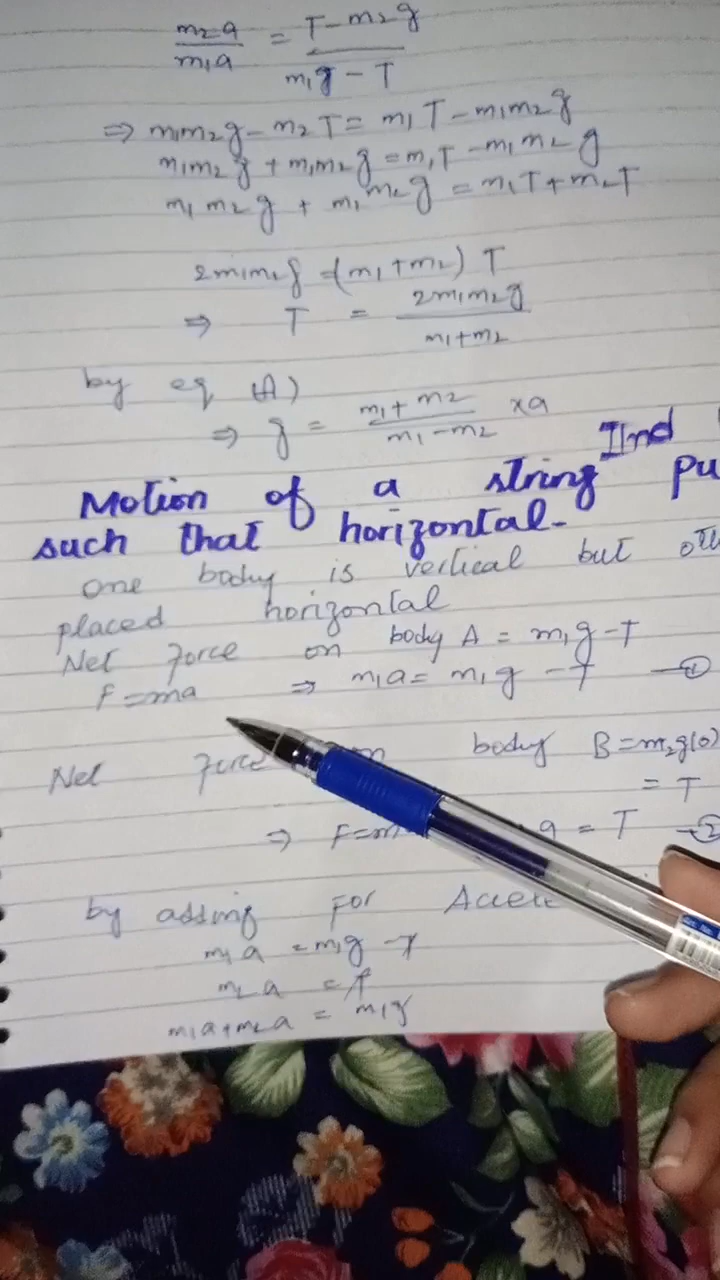 m₂a/m₁a = T-m₂g/m₁g-T
⇒ m₁m₂g-m₂T = m₁T-m₁m₂g
m₁m₂g + m₁m₂g = m₁T-m₁m₂g
m₁m₂g + m₁m₂g = m₁T+m₂T
2m₁m₂g = (m₁+m₂) T
⇒ T = 2m₁m₂g/m₁+m₂
by eq (A)
⇒ g = m₁+m₂/m₁-m₂ ×a
IInd
Motion of a string
such that horizontal-
one body is vertical but
placed horizontal
Net Force on body A = m₁g-T
F=ma ⇒ m₁a = m₁g -T —①
Net Force body B=m₂g(0)
= T
⇒ a = T —②
by adding For
m₁a = m₁g -T
m₂a = T
m₁a+m₂a = m₁g